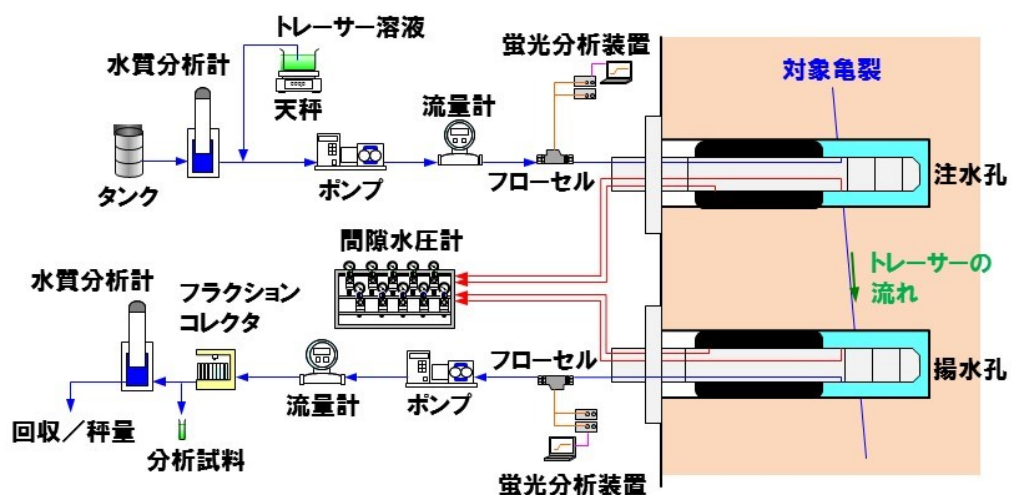 トレーサー溶液
水質分析計
天秤
タンク
ポンプ
流量計
蛍光分析装置
フローセル
対象亀裂
注水孔
間隙水圧計
トレーサーの
流れ
水質分析計
フラクション
コレクタ
流量計
ポンプ
フローセル
揚水孔
回収/秤量
分析試料
蛍光分析装置